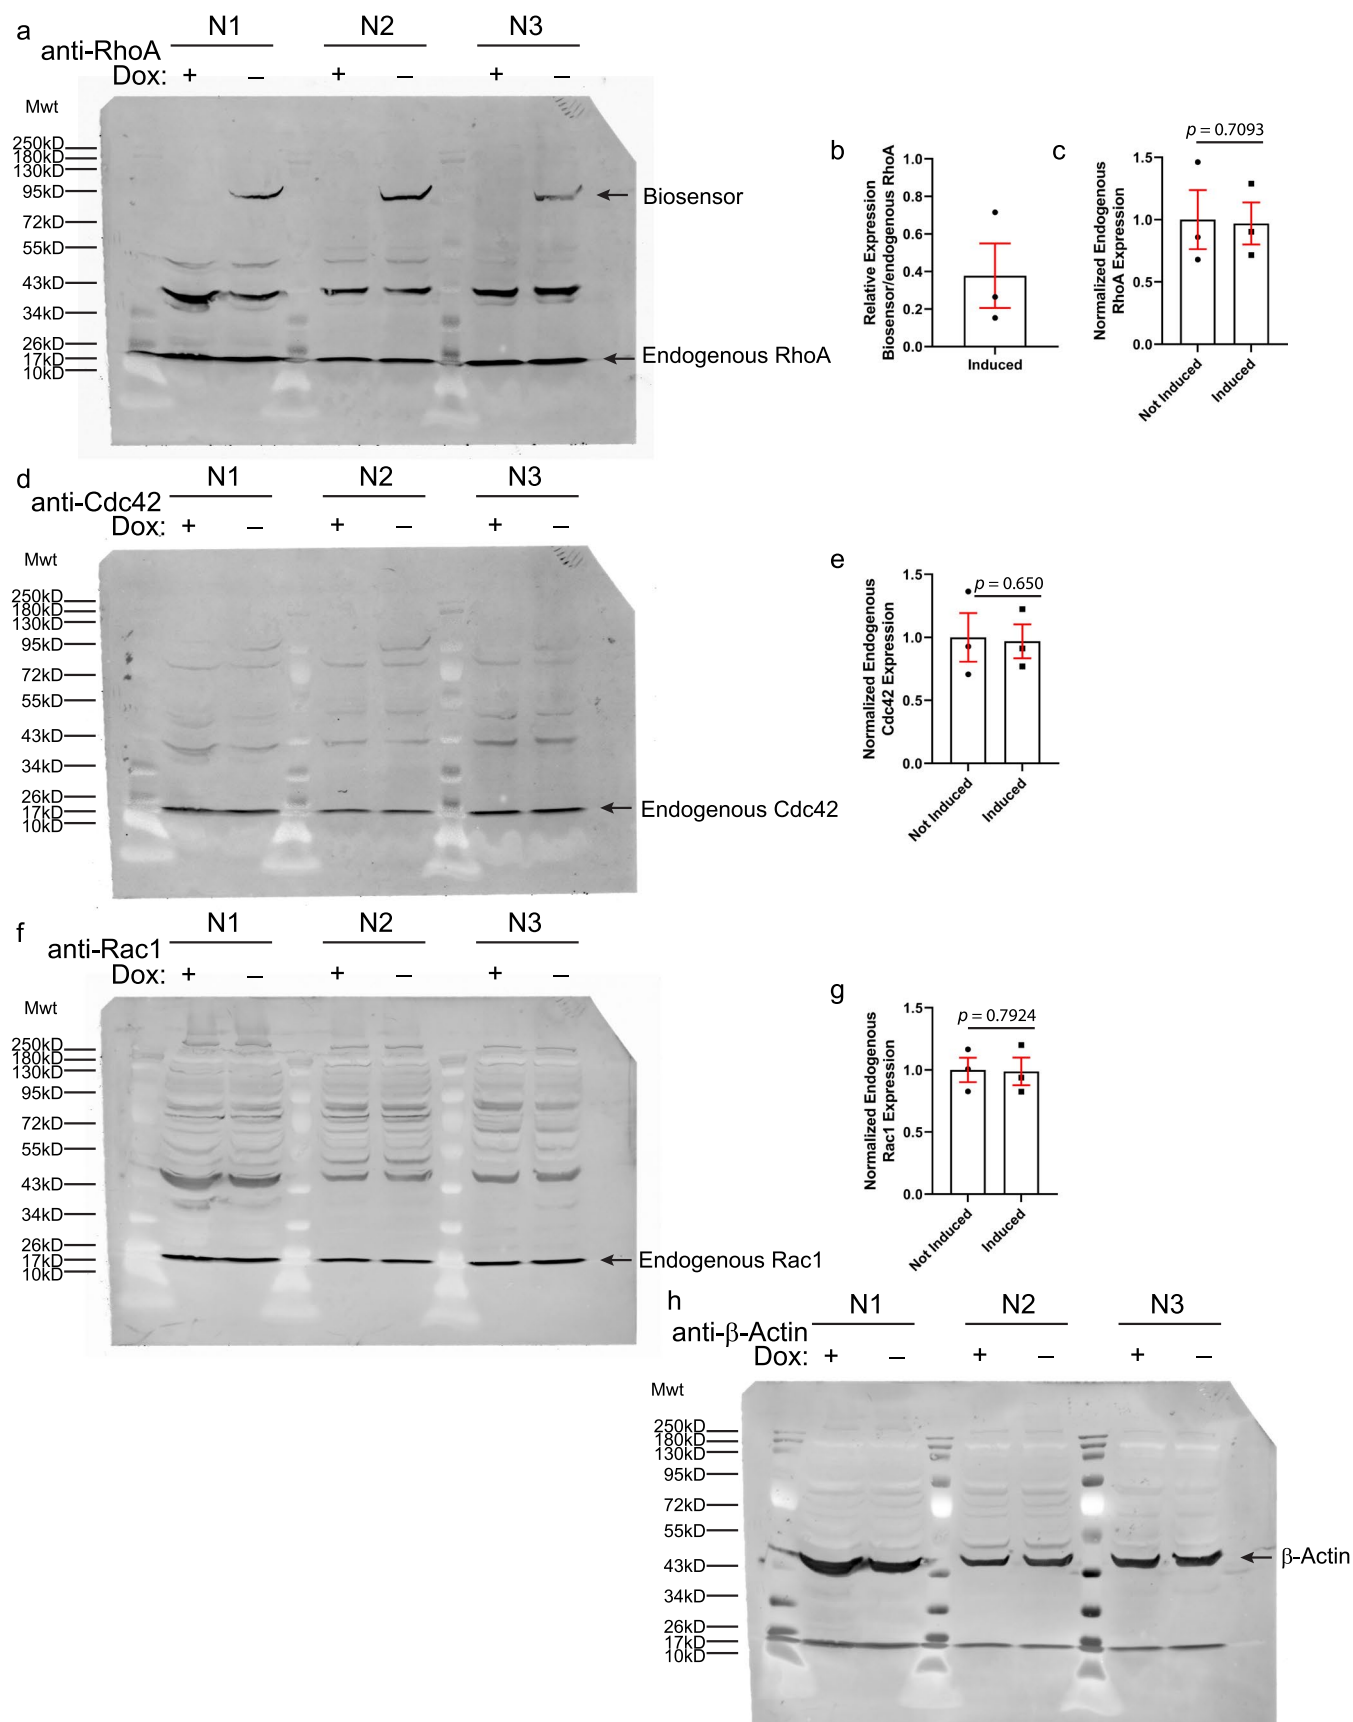 a
anti-RhoA
N1 N2 N3
Dox: + – + – + –
Mwt
250kD
180kD
130kD
95kD
72kD
55kD
43kD
34kD
26kD
17kD
10kD
Biosensor
Endogenous RhoA
b
Relative Expression
Biosensor/endogenous RhoA
1.0
0.8
0.6
0.4
0.2
0.0
Induced
c
p = 0.7093
Normalized Endogenous
RhoA Expression
1.5
1.0
0.5
0.0
Not Induced
Induced
d
anti-Cdc42
N1 N2 N3
Dox: + – + – + –
Mwt
250kD
180kD
130kD
95kD
72kD
55kD
43kD
34kD
26kD
17kD
10kD
Endogenous Cdc42
e
p = 0.650
Normalized Endogenous
Cdc42 Expression
1.5
1.0
0.5
0.0
Not Induced
Induced
f
anti-Rac1
N1 N2 N3
Dox: + – + – + –
Mwt
250kD
180kD
130kD
95kD
72kD
55kD
43kD
34kD
26kD
17kD
10kD
Endogenous Rac1
g
p = 0.7924
Normalized Endogenous
Rac1 Expression
1.5
1.0
0.5
0.0
Not Induced
Induced
h
anti-β-Actin
N1 N2 N3
Dox: + – + – + –
Mwt
250kD
180kD
130kD
95kD
72kD
55kD
43kD
34kD
26kD
17kD
10kD
β-Actin